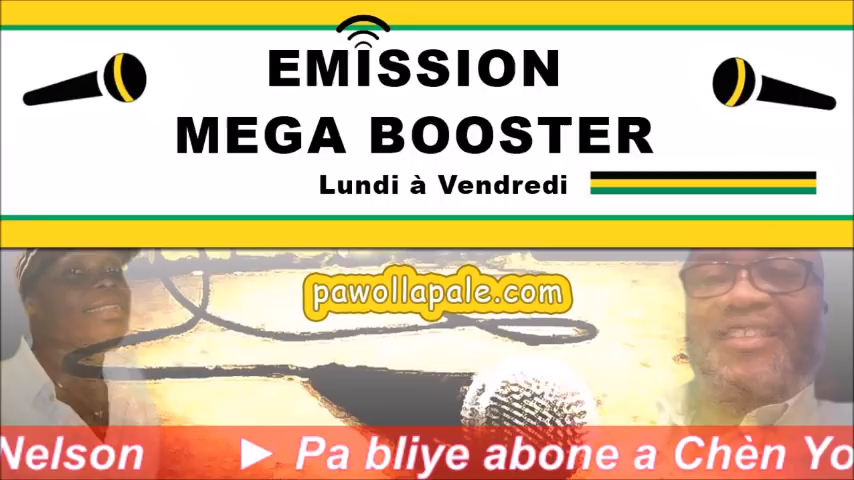 EMISSION
MEGA BOOSTER
Lundi à Vendredi
pawollapale.com
Nelson ► Pa bliye abone a Chèn Yo